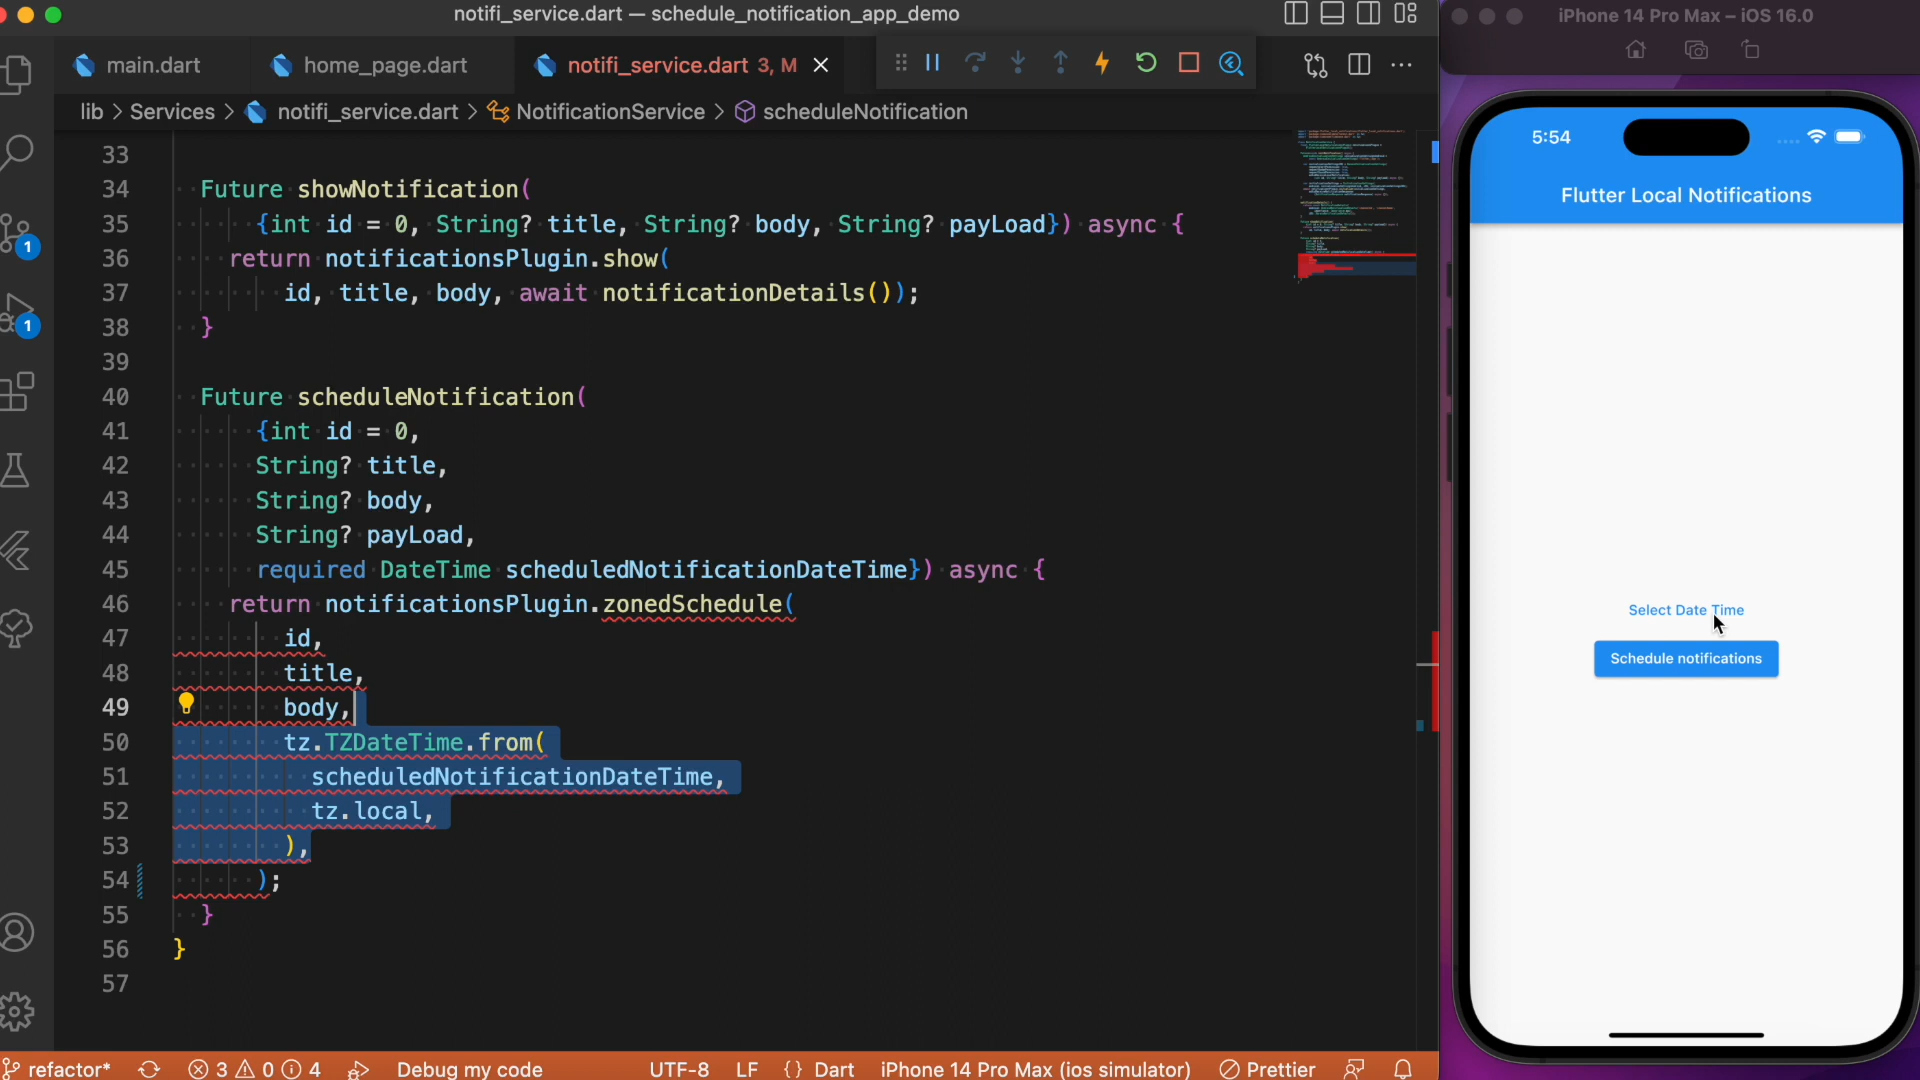 notifi_service.dart — schedule_notification_app_demo
main.dart
home_page.dart
notifi_service.dart 3, M
lib > Services > notifi_service.dart > NotificationService > scheduleNotification
33
34 Future showNotification(
35 {int id = 0, String? title, String? body, String? payLoad}) async {
36 return notificationsPlugin.show(
37 id, title, body, await notificationDetails());
38 }
39
40 Future scheduleNotification(
41 {int id = 0,
42 String? title,
43 String? body,
44 String? payLoad,
45 required DateTime scheduledNotificationDateTime}) async {
46 return notificationsPlugin.zonedSchedule(
47 id,
48 title,
49 body,
50 tz.TZDateTime.from(
51 scheduledNotificationDateTime,
52 tz.local,
53 ),
54 );
55 }
56 }
57
1
1
refactor* 3 0 4 Debug my code UTF-8 LF {} Dart iPhone 14 Pro Max (ios simulator) Prettier
iPhone 14 Pro Max – iOS 16.0
5:54
Flutter Local Notifications
Select Date Time
Schedule notifications